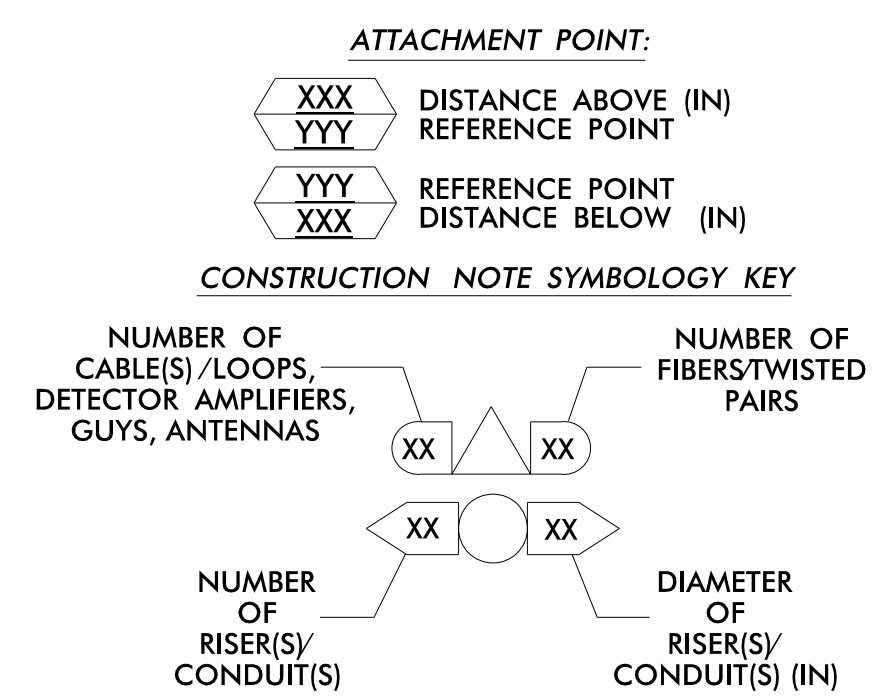 ATTACHMENT POINT:
XXX
YYY
DISTANCE ABOVE (IN)
REFERENCE POINT
YYY
XXX
REFERENCE POINT
DISTANCE BELOW (IN)
CONSTRUCTION NOTE SYMBOLOGY KEY
NUMBER OF
CABLE(S)/LOOPS,
DETECTOR AMPLIFIERS,
GUYS, ANTENNAS
NUMBER OF
FIBERS/TWISTED
PAIRS
XX
XX
XX
XX
NUMBER
OF
RISER(S)/
CONDUIT(S)
DIAMETER
OF
RISER(S)/
CONDUIT(S) (IN)